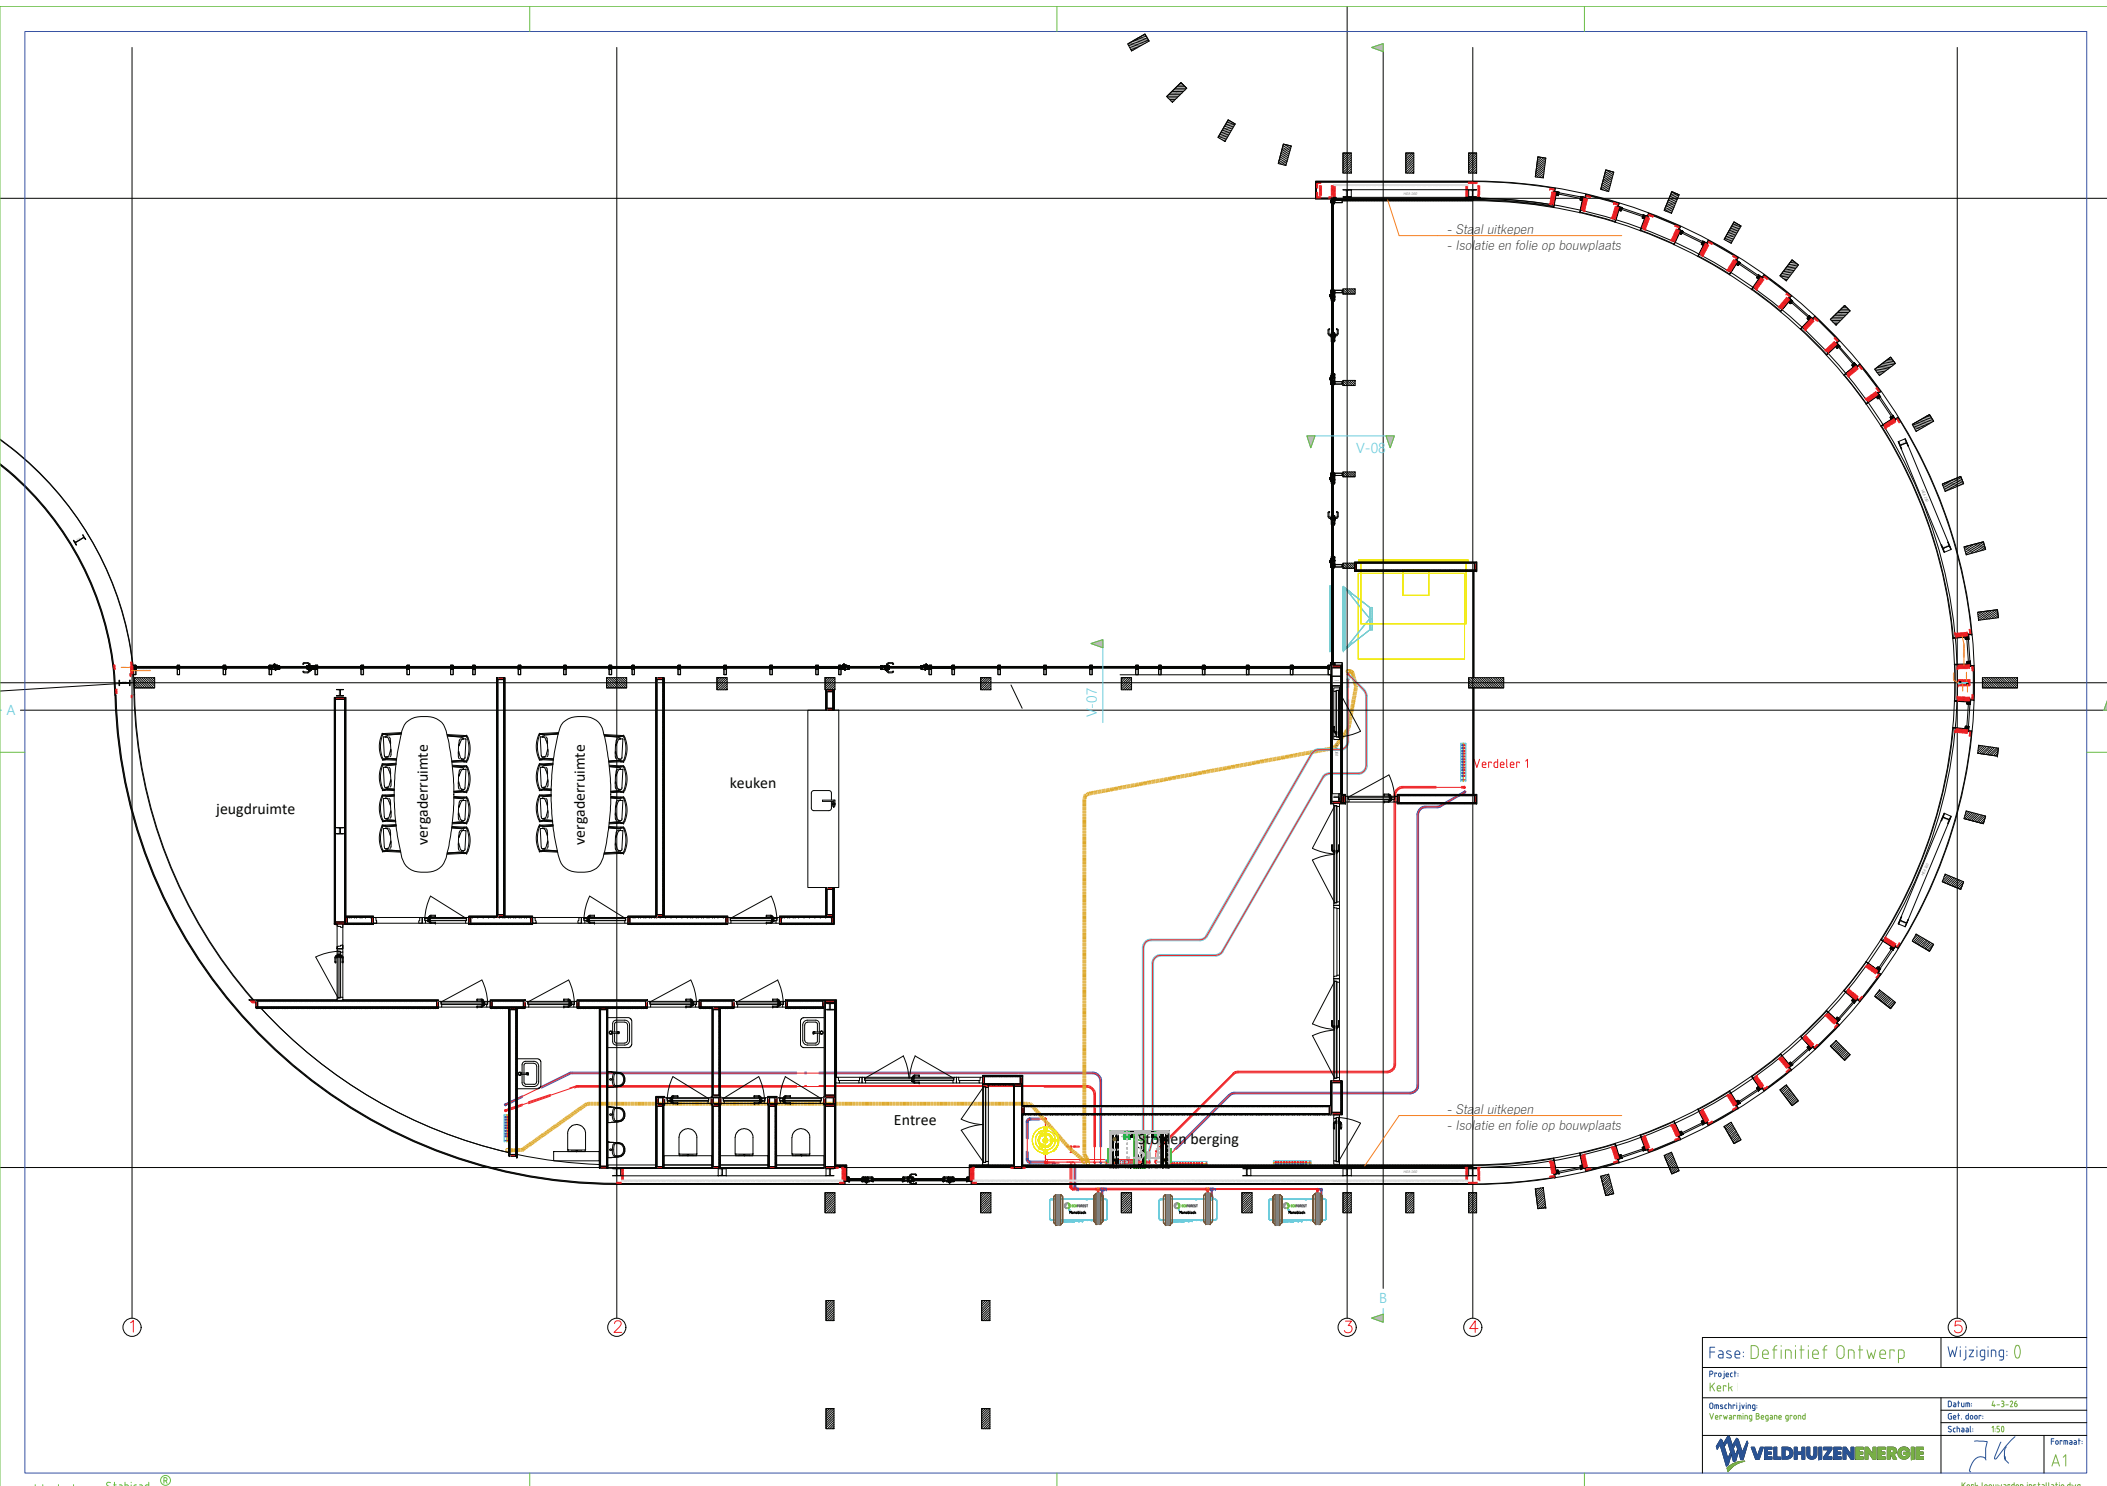 - Staal uitkepen
- Isolatie en folie op bouwplaats
V-08
V-07
A
Verdeler 1
jeugdruimte
vergaderruimte
vergaderruimte
keuken
Entree
berging
- Staal uitkepen
- Isolatie en folie op bouwplaats
B
1
2
3
4
5
Fase: Definitief Ontwerp
Wijziging: 0
Project:
Kerk
Omschrijving:
Verwarming Begane grond
Datum: 4-3-26
Get. door:
Schaal: 1:50
VELDHUIZENENERGIE
Formaat:
A1